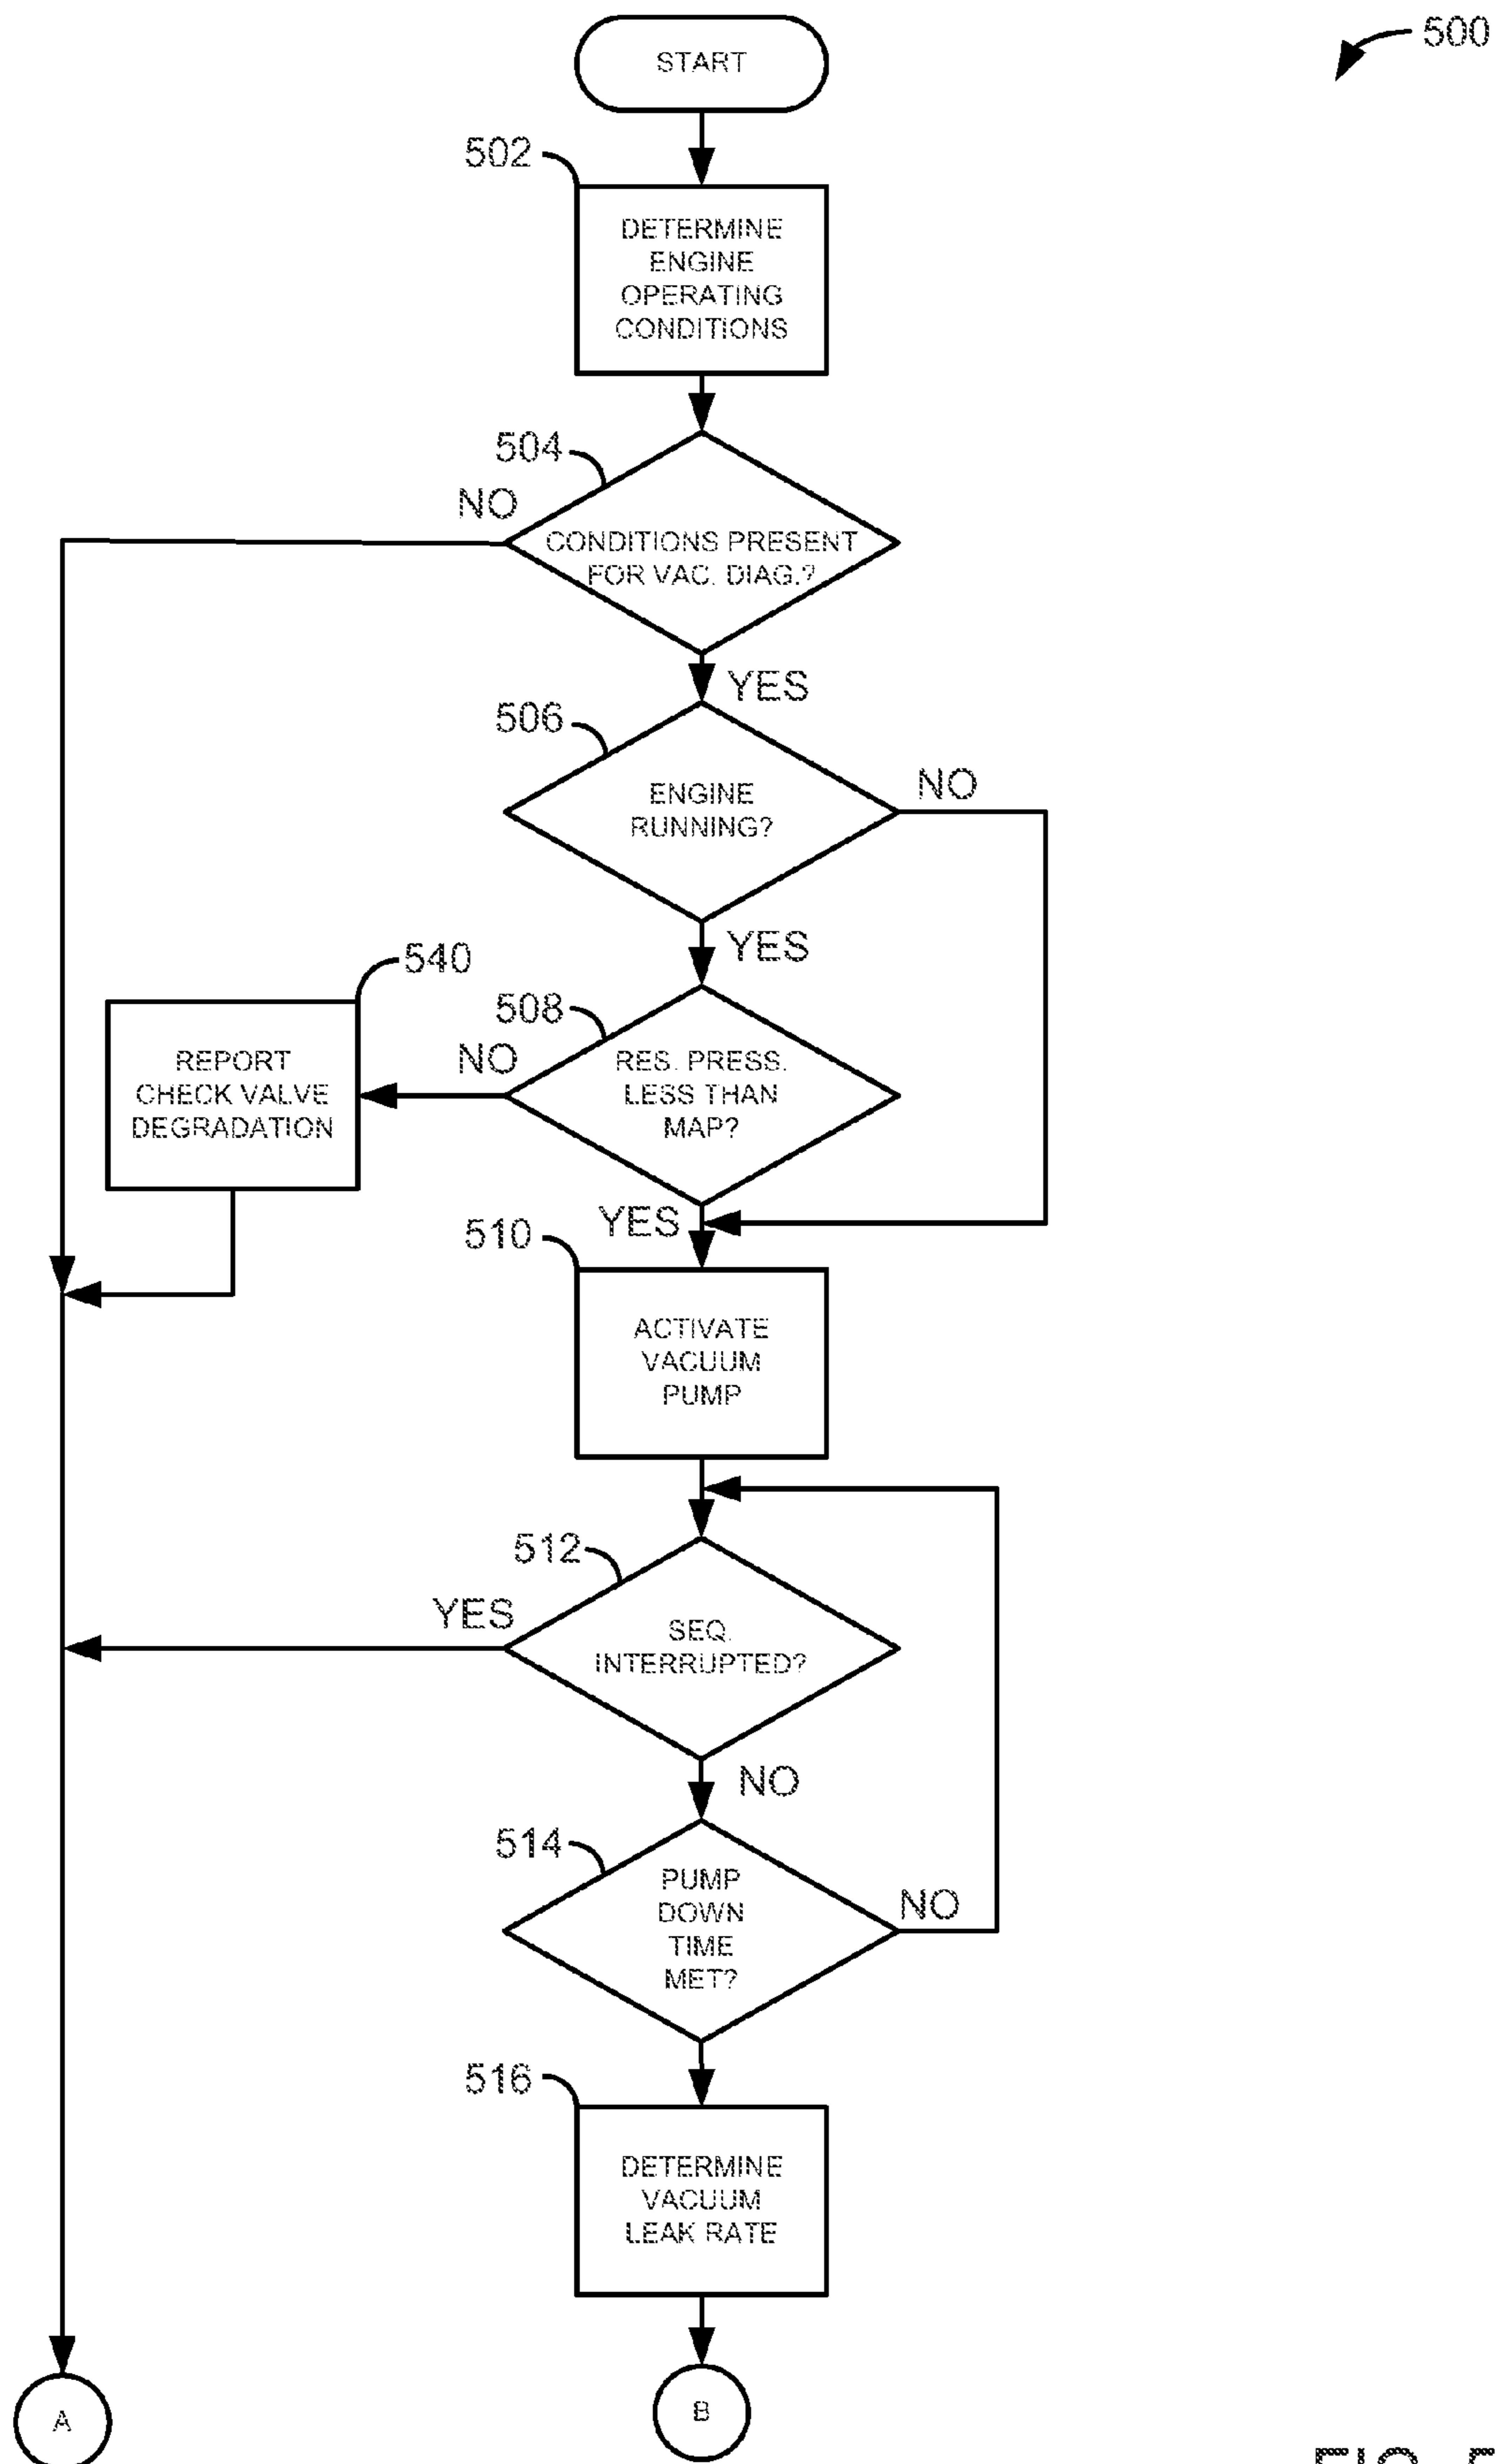 START
500
502
DETERMINE
ENGINE
OPERATING
CONDITIONS
504
NO
CONDITIONS PRESENT
FOR VAC. DIAG.?
YES
506
ENGINE
RUNNING?
NO
YES
540
REPORT
CHECK VALVE
DEGRADATION
508
NO
RES. PRESS.
LESS THAN
MAP?
YES
510
ACTIVATE
VACUUM
PUMP
512
YES
SEQ.
INTERRUPTED?
NO
514
PUMP
DOWN
TIME
MET?
NO
516
DETERMINE
VACUUM
LEAK RATE
A
B
FIG. 5